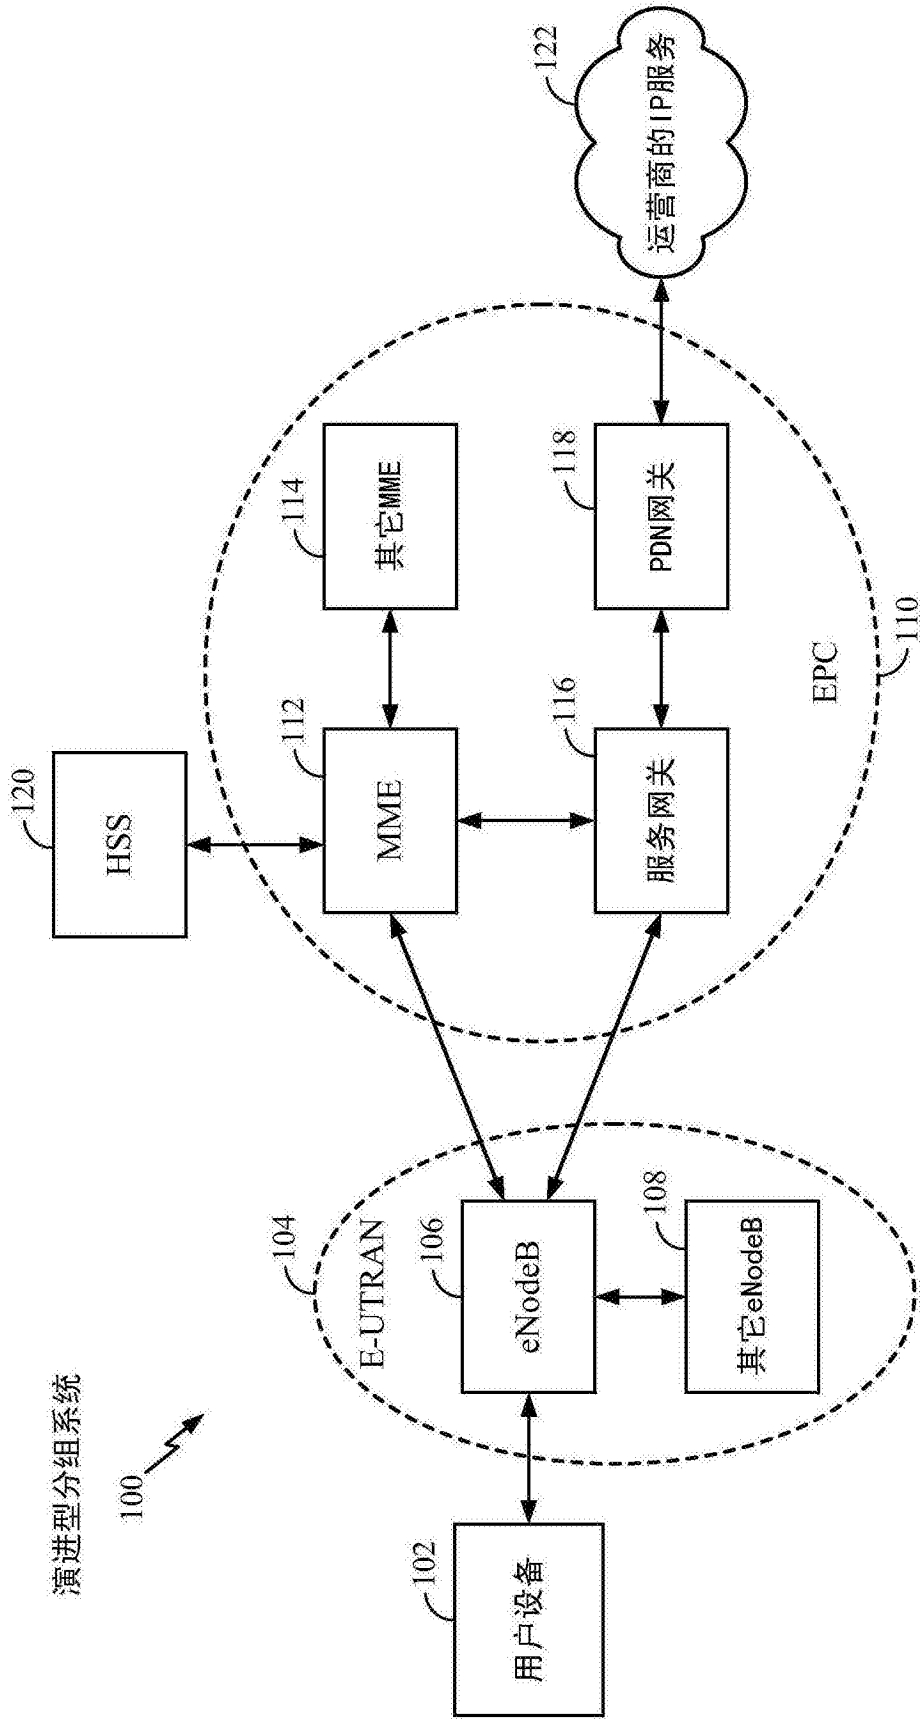 演进型分组系统
100
120
HSS
104
E-UTRAN
102
用户设备
106
eNodeB
108
其它eNodeB
112
MME
114
其它MME
116
服务网关
118
PDN网关
EPC
110
122
运营商的IP服务